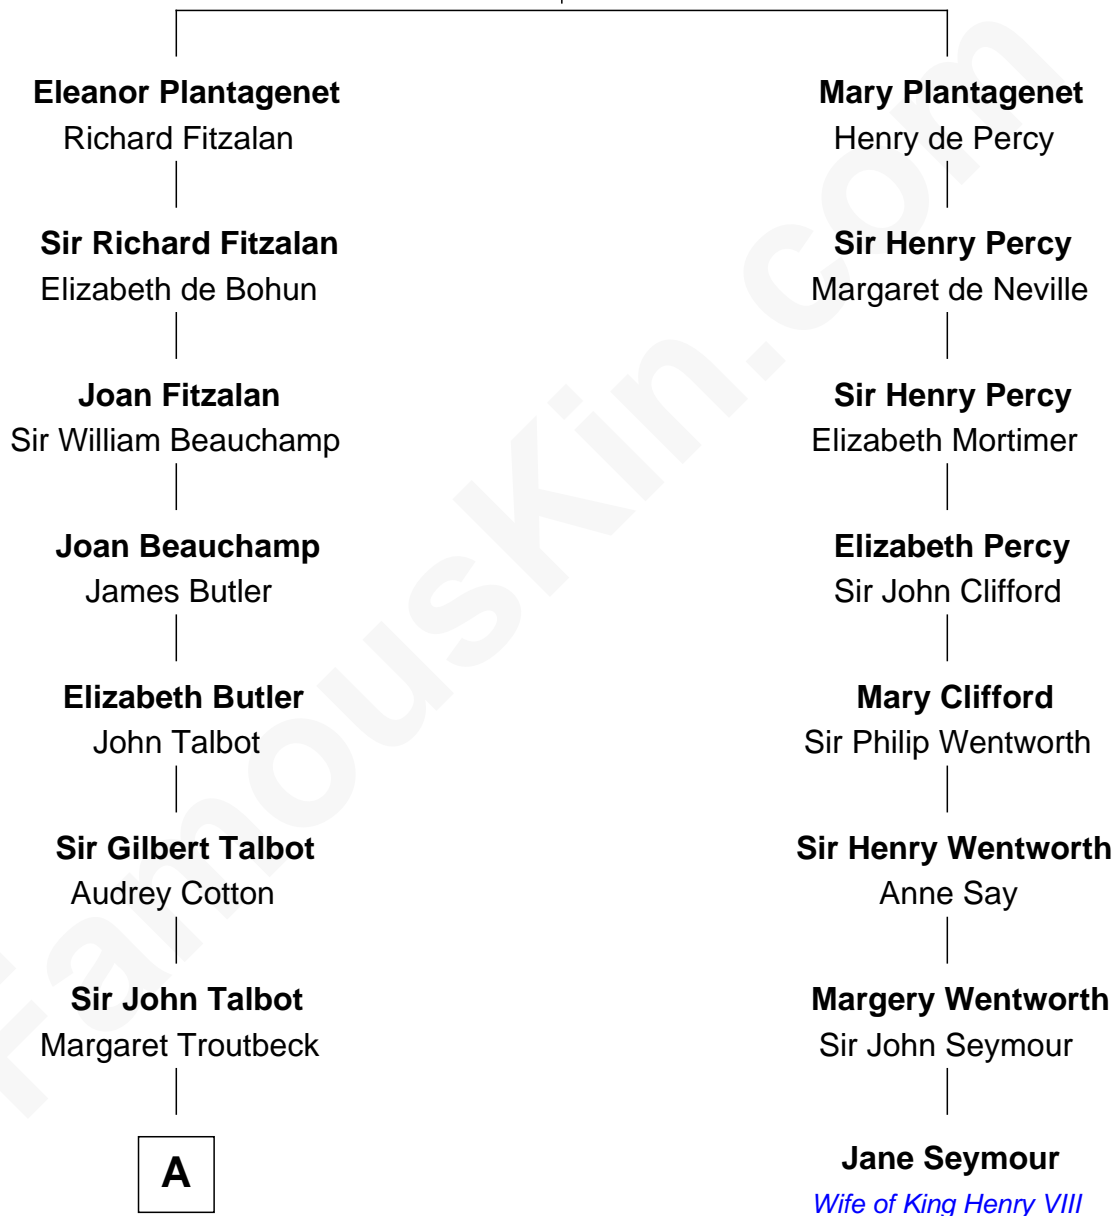 Eleanor Plantagenet
Richard Fitzalan
Sir Richard Fitzalan
Elizabeth de Bohun
Joan Fitzalan
Sir William Beauchamp
Joan Beauchamp
James Butler
Elizabeth Butler
John Talbot
Sir Gilbert Talbot
Audrey Cotton
Sir John Talbot
Margaret Troutbeck
A
Mary Plantagenet
Henry de Percy
Sir Henry Percy
Margaret de Neville
Sir Henry Percy
Elizabeth Mortimer
Elizabeth Percy
Sir John Clifford
Mary Clifford
Sir Philip Wentworth
Sir Henry Wentworth
Anne Say
Margery Wentworth
Sir John Seymour
Jane Seymour
Wife of King Henry VIII
FamousKin.com